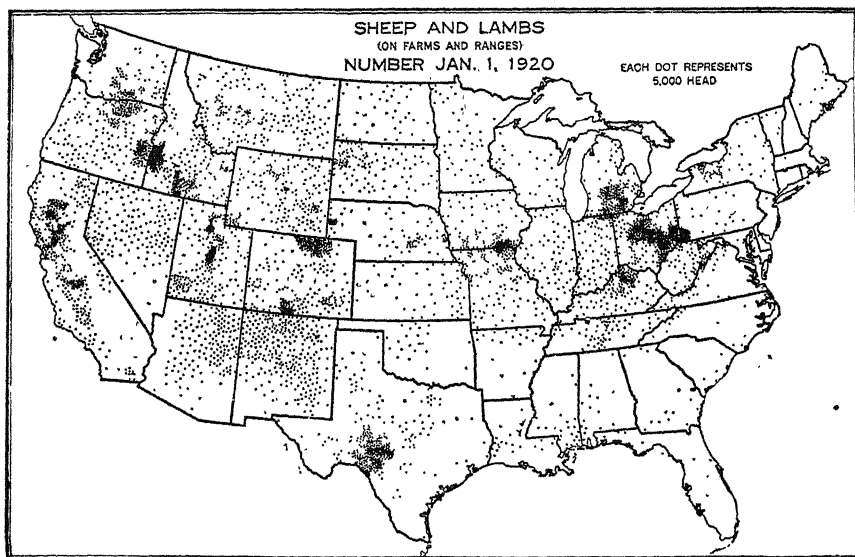 SHEEP AND LAMBS
(ON FARMS AND RANGES)
NUMBER JAN. 1, 1920
EACH DOT REPRESENTS
5,000 HEAD